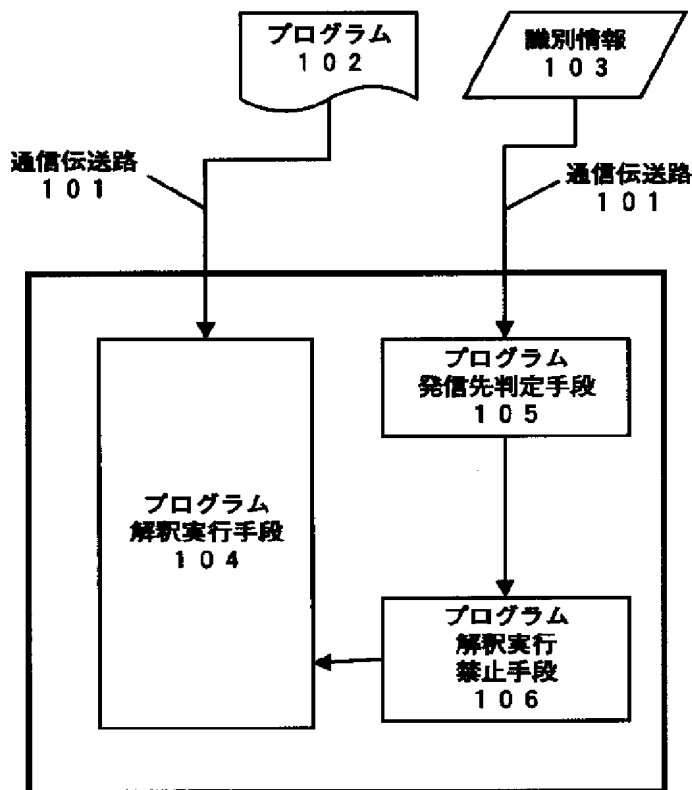 プログラム
１０２
識別情報
１０３
通信伝送路
１０１
通信伝送路
１０１
プログラム
発信先判定手段
１０５
プログラム
解釈実行手段
１０４
プログラム
解釈実行
禁止手段
１０６